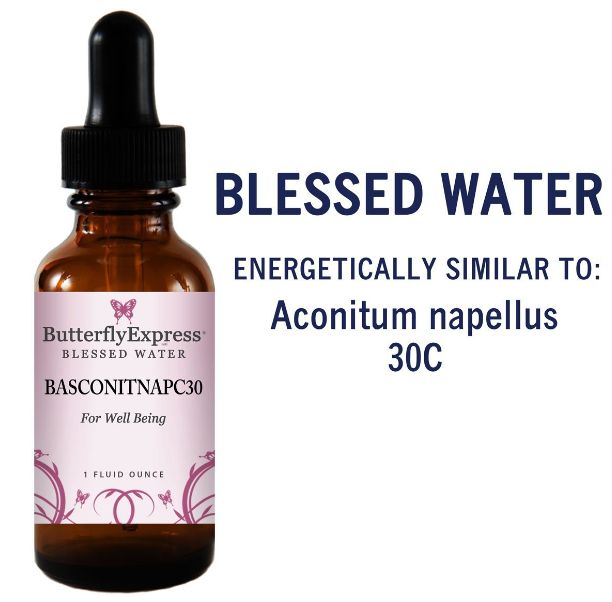 BLESSED WATER
ENERGETICALLY SIMILAR TO:
Aconitum napellus
30C
ButterflyExpress
BLESSED WATER
BASCONITNAPC30
For Well Being
1 FLUID OUNCE